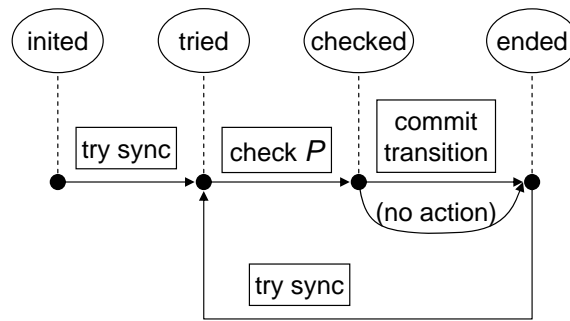 inited
tried
checked
ended
try sync
check P
commit
transition
(no action)
try sync